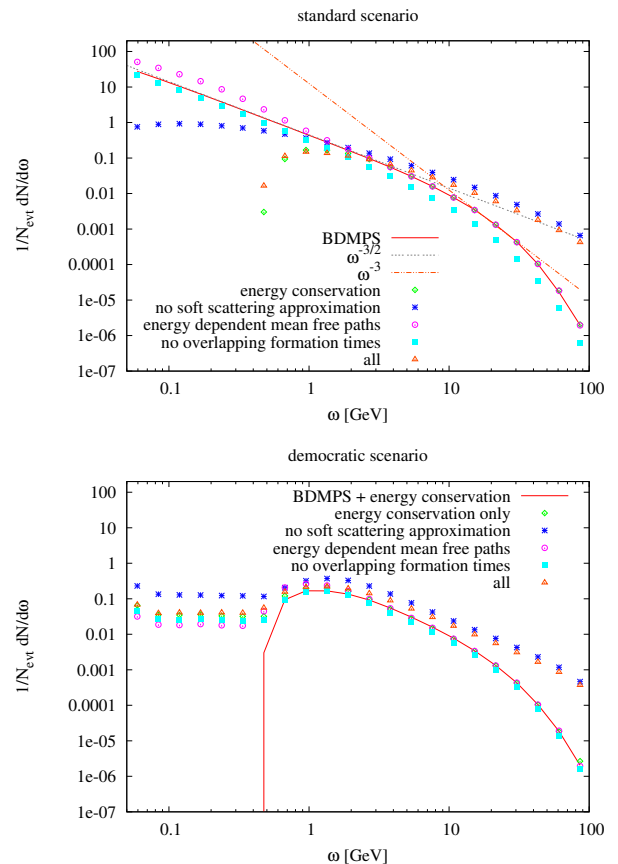 standard scenario
100
10
1
0.1
0.01
0.001
0.0001
1e-05
1e-06
1e-07
1/N_evt dN/dω
BDMPS
ω^-3/2
ω^-3
energy conservation
no soft scattering approximation
energy dependent mean free paths
no overlapping formation times
all
0.1 1 10 100
ω [GeV]
democratic scenario
100
10
1
0.1
0.01
0.001
0.0001
1e-05
1e-06
1e-07
1/N_evt dN/dω
BDMPS + energy conservation
energy conservation only
no soft scattering approximation
energy dependent mean free paths
no overlapping formation times
all
0.1 1 10 100
ω [GeV]